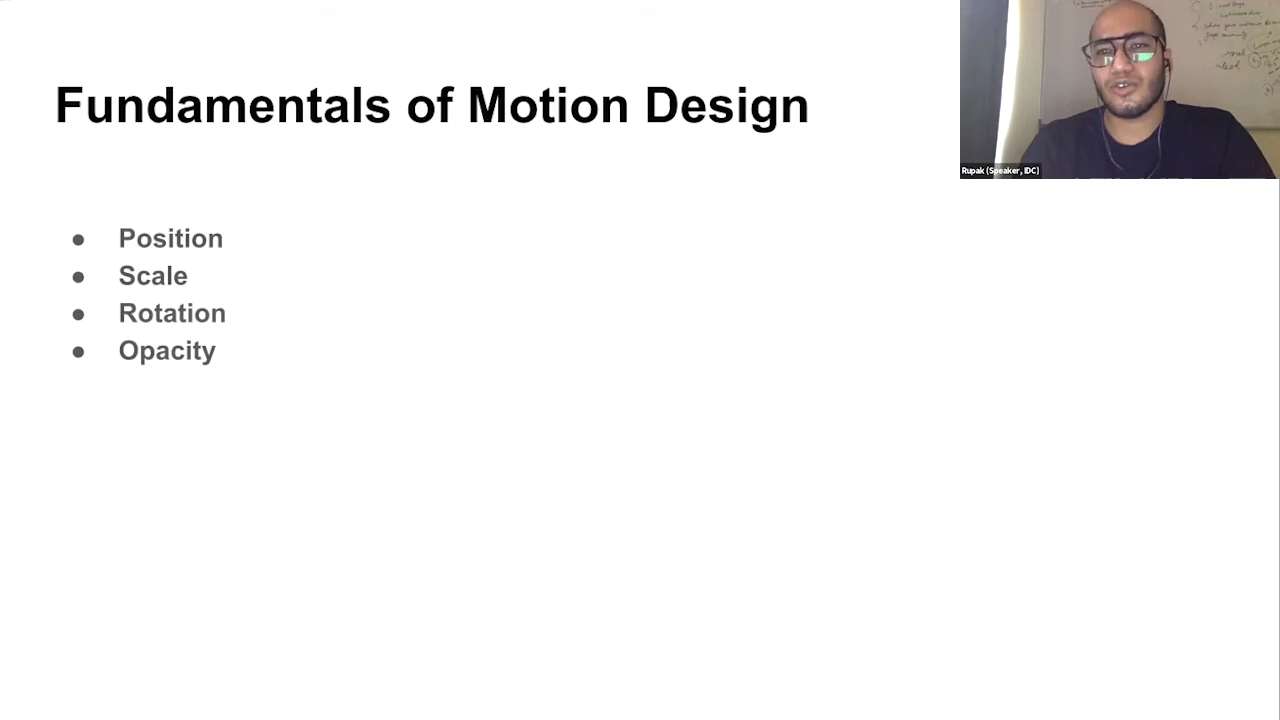 Fundamentals of Motion Design
● Position
● Scale
● Rotation
● Opacity
Rupak (Speaker, IDC)